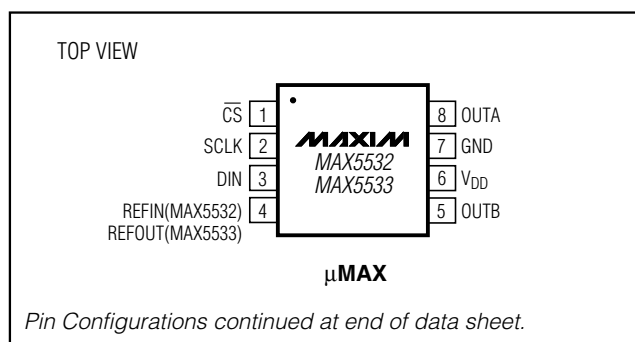 TOP VIEW
CS 1
SCLK 2
DIN 3
REFIN(MAX5532) 4
REFOUT(MAX5533)
MAXIM
MAX5532
MAX5533
8 OUTA
7 GND
6 VDD
5 OUTB
μMAX
Pin Configurations continued at end of data sheet.